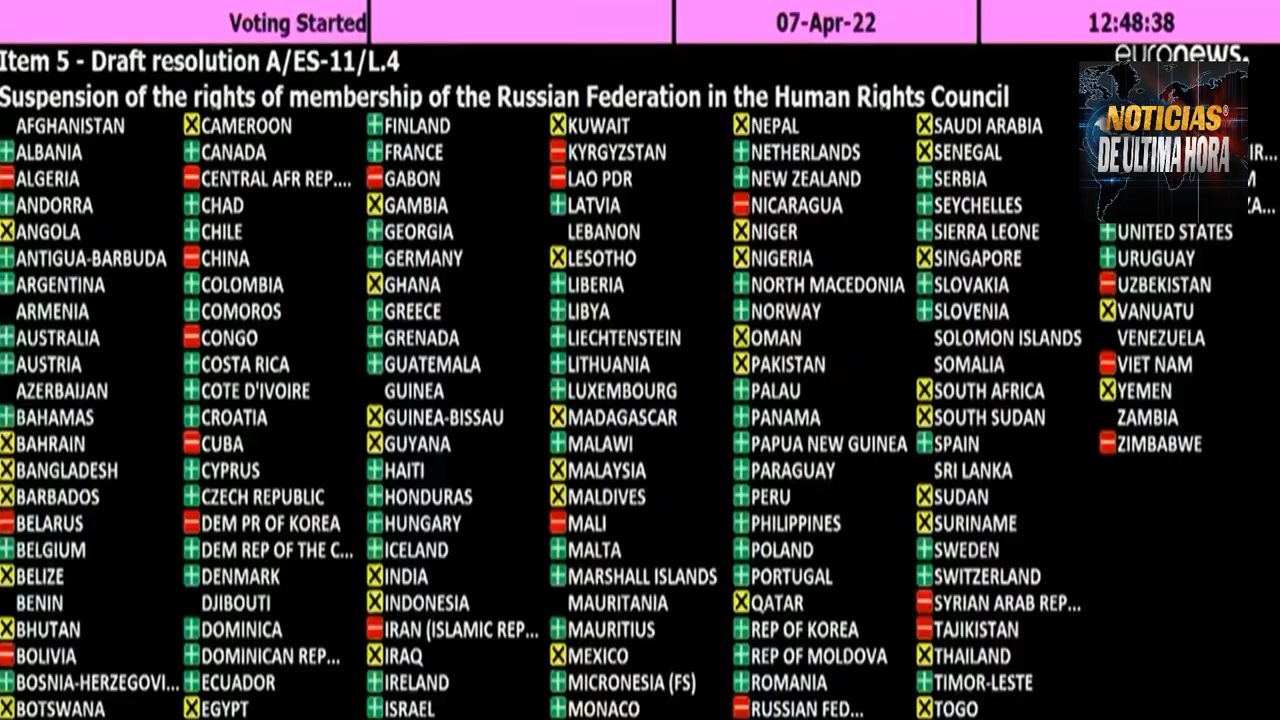 Voting Started 07-Apr-22 12:48:38
Item 5 - Draft resolution A/ES-11/L.4
euronews.
Suspension of the rights of membership of the Russian Federation in the Human Rights Council
NOTICIAS®
DE ULTIMA HORA
AFGHANISTAN CAMEROON FINLAND KUWAIT NEPAL SAUDI ARABIA
ALBANIA CANADA FRANCE KYRGYZSTAN NETHERLANDS SENEGAL IR...
ALGERIA CENTRAL AFR REP.... GABON LAO PDR NEW ZEALAND SERBIA M
ANDORRA CHAD GAMBIA LATVIA NICARAGUA SEYCHELLES ZA...
ANGOLA CHILE GEORGIA LEBANON NIGER SIERRA LEONE UNITED STATES
ANTIGUA-BARBUDA CHINA GERMANY LESOTHO NIGERIA SINGAPORE URUGUAY
ARGENTINA COLOMBIA GHANA LIBERIA NORTH MACEDONIA SLOVAKIA UZBEKISTAN
ARMENIA COMOROS GREECE LIBYA NORWAY SLOVENIA VANUATU
AUSTRALIA CONGO GRENADA LIECHTENSTEIN OMAN SOLOMON ISLANDS VENEZUELA
AUSTRIA COSTA RICA GUATEMALA LITHUANIA PAKISTAN SOMALIA VIET NAM
AZERBAIJAN COTE D'IVOIRE GUINEA LUXEMBOURG PALAU SOUTH AFRICA YEMEN
BAHAMAS CROATIA GUINEA-BISSAU MADAGASCAR PANAMA SOUTH SUDAN ZAMBIA
BAHRAIN CUBA GUYANA MALAWI PAPUA NEW GUINEA SPAIN ZIMBABWE
BANGLADESH CYPRUS HAITI MALAYSIA PARAGUAY SRI LANKA
BARBADOS CZECH REPUBLIC HONDURAS MALDIVES PERU SUDAN
BELARUS DEM PR OF KOREA HUNGARY MALI PHILIPPINES SURINAME
BELGIUM DEM REP OF THE C... ICELAND MALTA POLAND SWEDEN
BELIZE DENMARK INDIA MARSHALL ISLANDS PORTUGAL SWITZERLAND
BENIN DJIBOUTI INDONESIA MAURITANIA QATAR SYRIAN ARAB REP...
BHUTAN DOMINICA IRAN (ISLAMIC REP... MAURITIUS REP OF KOREA TAJIKISTAN
BOLIVIA DOMINICAN REP... IRAQ MEXICO REP OF MOLDOVA THAILAND
BOSNIA-HERZEGOVI... ECUADOR IRELAND MICRONESIA (FS) ROMANIA TIMOR-LESTE
BOTSWANA EGYPT ISRAEL MONACO RUSSIAN FED... TOGO